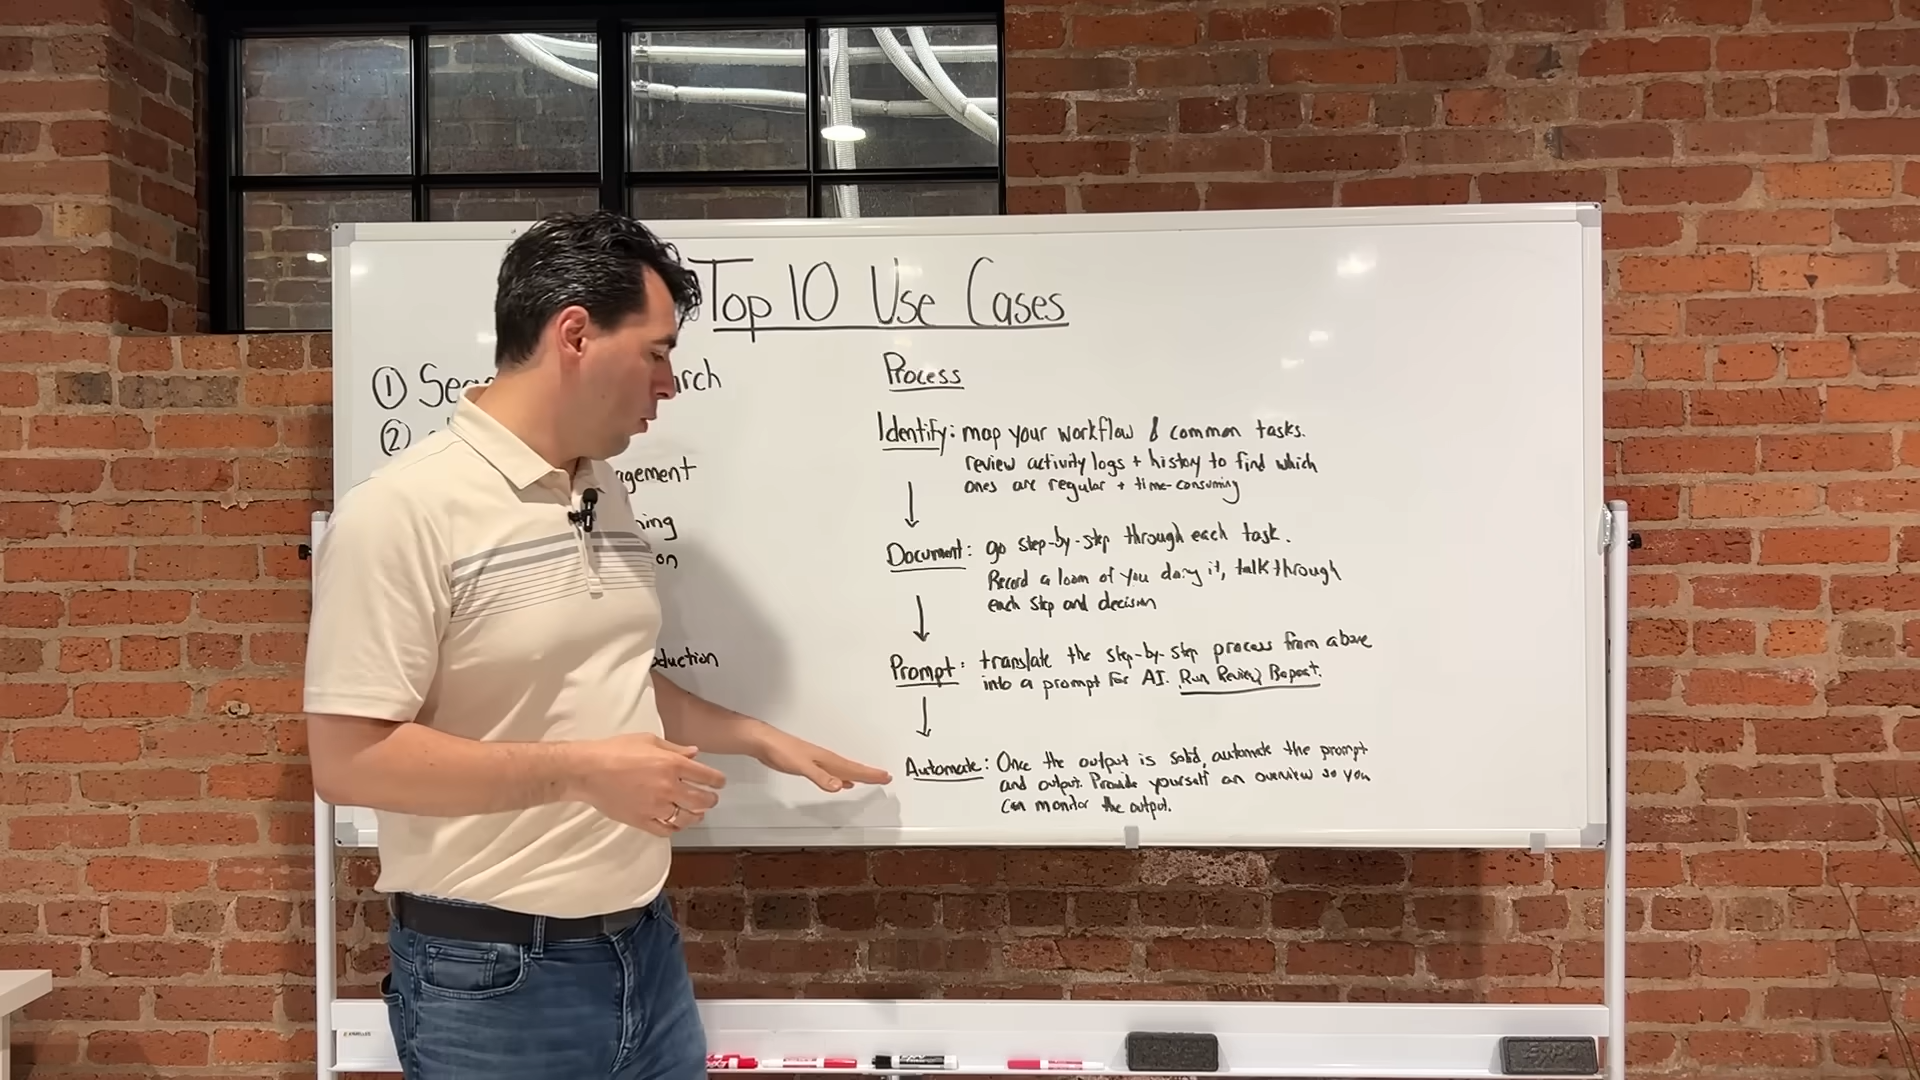 Top 10 Use Cases
① Sea
rch
②
agement
ning
on
duction
Process
Identify: map your workflow & common tasks.
review activity logs + history to find which
ones are regular + time-consuming
Document: go step-by-step through each task.
Record a loom of you doing it, talk through
each step and decision
Prompt: translate the step-by-step process from above
into a prompt for AI. Run Review Repeat.
Automate: Once the output is solid, automate the prompt
and output. Provide yourself an overview so you
can monitor the output.
EXPO